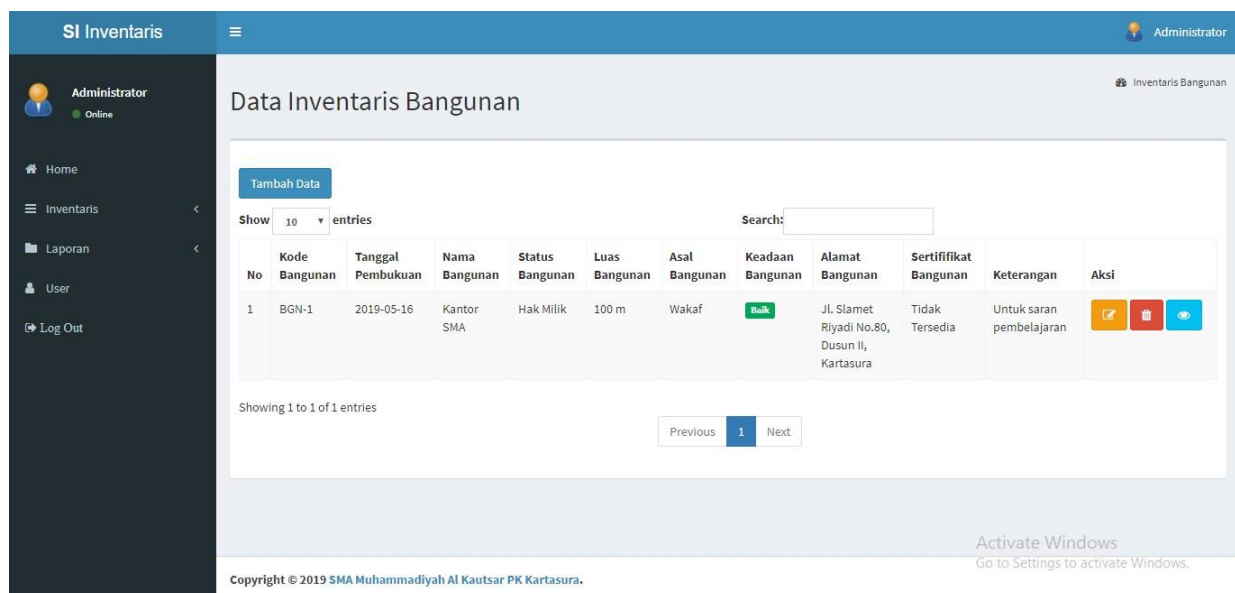 SI Inventaris
Administrator
Administrator
Online
Home
Inventaris
Laporan
User
Log Out
Inventaris Bangunan
Data Inventaris Bangunan
Tambah Data
Show 10 entries Search:
No Kode Bangunan Tanggal Pembukuan Nama Bangunan Status Bangunan Luas Bangunan Asal Bangunan Keadaan Bangunan Alamat Bangunan Sertififikat Bangunan Keterangan Aksi
1 BGN-1 2019-05-16 Kantor SMA Hak Milik 100 m Wakaf Baik Jl. Slamet Riyadi No.80, Dusun II, Kartasura Tidak Tersedia Untuk saran pembelajaran
Showing 1 to 1 of 1 entries
Previous 1 Next
Activate Windows
Go to Settings to activate Windows.
Copyright © 2019 SMA Muhammadiyah Al Kautsar PK Kartasura.